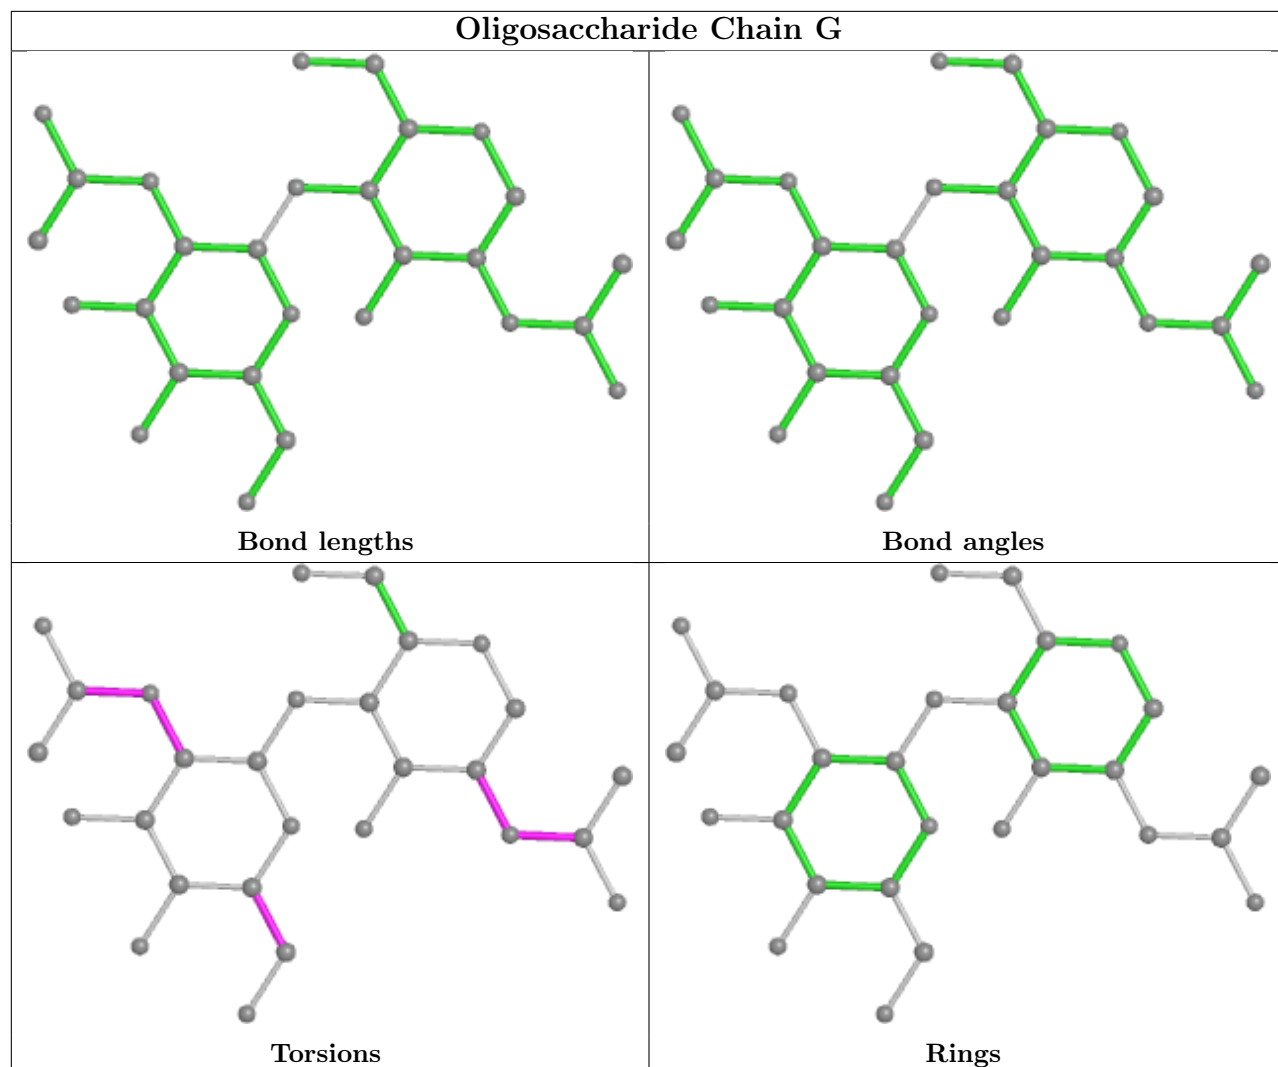 Oligosaccharide Chain G
Bond lengths
Bond angles
Torsions
Rings